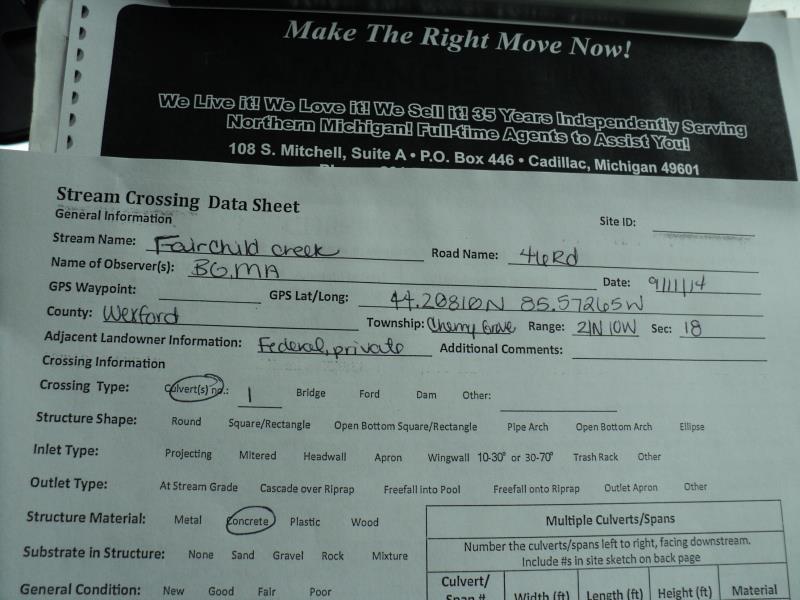 Make The Right Move Now!
We Live it! We Love it! We Sell it! 35 Years Independently Serving
Northern Michigan! Full-time Agents to Assist You!
108 S. Mitchell, Suite A • P.O. Box 446 • Cadillac, Michigan 49601
Stream Crossing Data Sheet
General Information Site ID:
Stream Name: Fairchild creek Road Name: 46 Rd
Name of Observer(s): BG, MA Date: 9/11/14
GPS Waypoint: GPS Lat/Long: 44.20810N 85.57265W
County: Wexford Township: Cherry Grove Range: 21N 10W Sec: 18
Adjacent Landowner Information: Federal, private Additional Comments:
Crossing Information
Crossing Type: Culvert(s) no.: 1 Bridge Ford Dam Other:
Structure Shape: Round Square/Rectangle Open Bottom Square/Rectangle Pipe Arch Open Bottom Arch Ellipse
Inlet Type: Projecting Mitered Headwall Apron Wingwall 10-30° or 30-70° Trash Rack Other
Outlet Type: At Stream Grade Cascade over Riprap Freefall into Pool Freefall onto Riprap Outlet Apron Other
Structure Material: Metal Concrete Plastic Wood
Multiple Culverts/Spans
Substrate in Structure: None Sand Gravel Rock Mixture
Number the culverts/spans left to right, facing downstream.
Include #s in site sketch on back page
General Condition: New Good Fair Poor
Culvert/
Span # Width (ft) Length (ft) Height (ft) Material